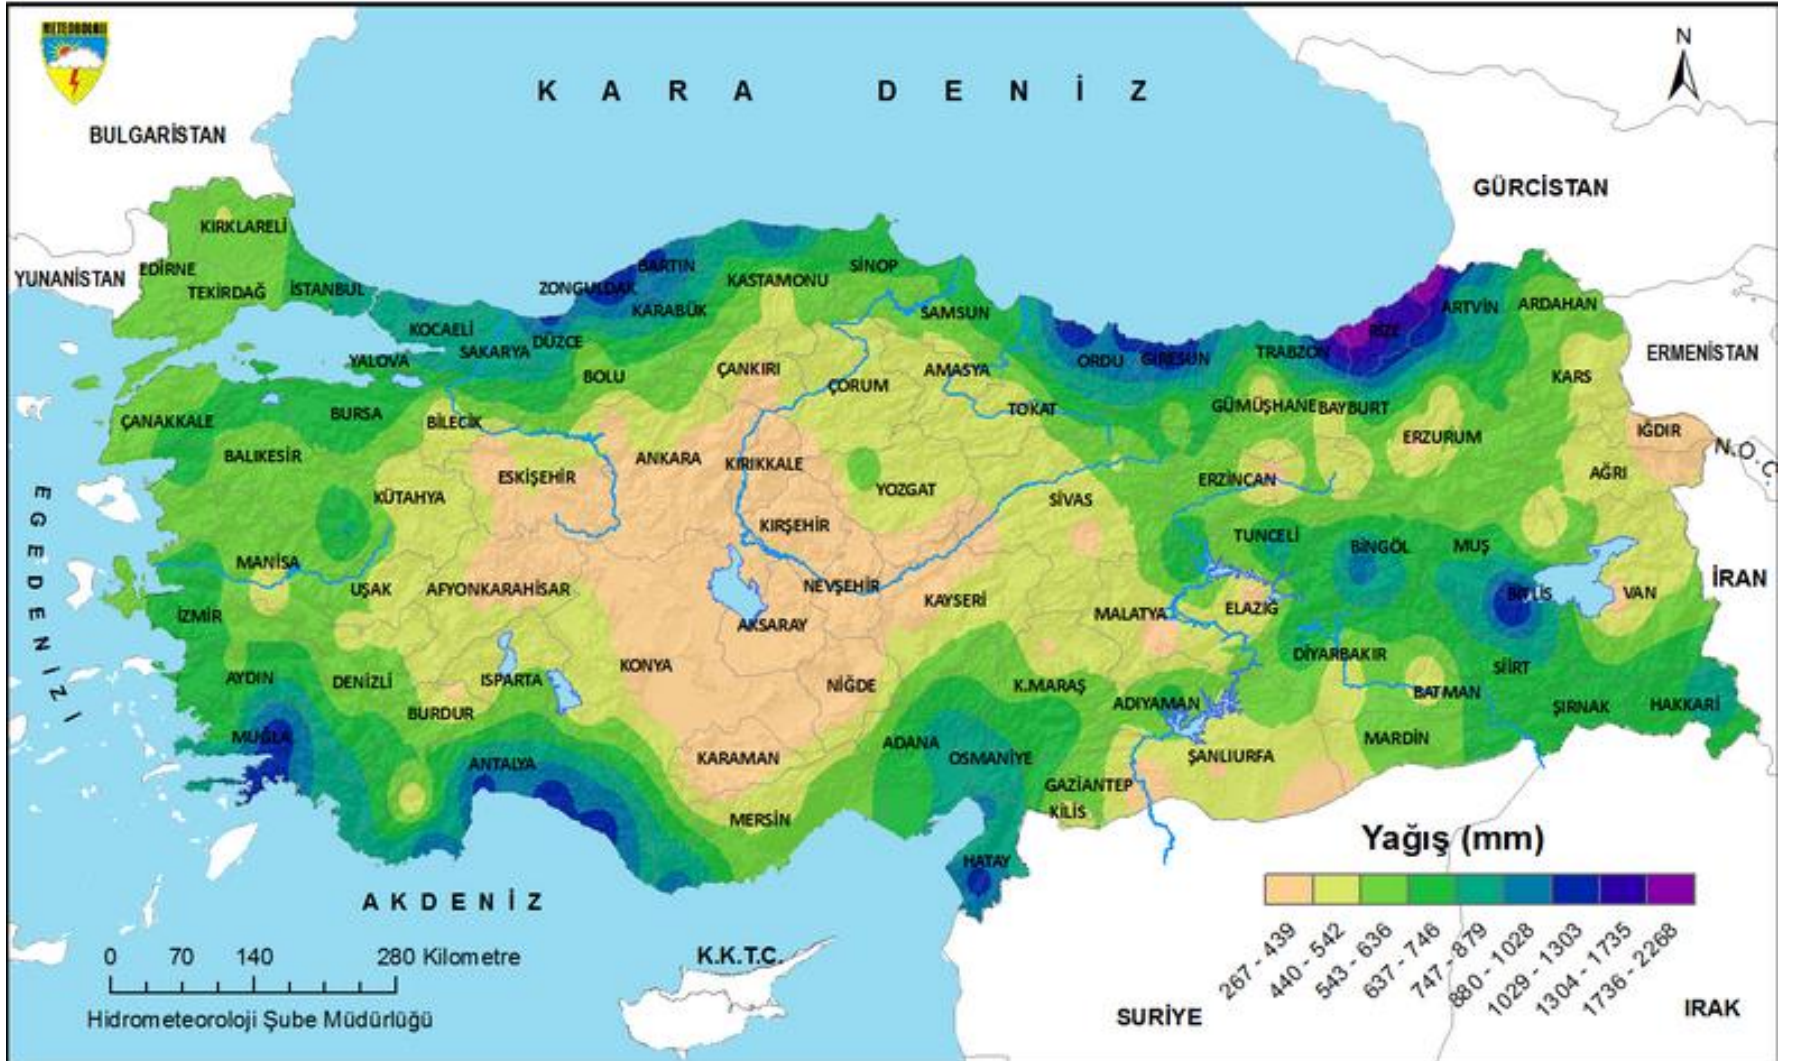 METEOROLOJI
K A R A D E N İ Z
N
BULGARİSTAN
GÜRCİSTAN
KIRKLARELİ
YUNANİSTAN
EDİRNE
TEKİRDAĞ
İSTANBUL
ZONGULDAK
BARTIN
KASTAMONU
SİNOP
KARABÜK
SAMSUN
ARTVİN
ARDAHAN
KOCAELİ
SAKARYA
DÜZCE
YALOVA
BOLU
ÇANKIRI
ÇORUM
AMASYA
ORDU
GİRESUN
TRABZON
RİZE
ERMENİSTAN
KARS
ÇANAKKALE
BURSA
BİLECİK
TOKAT
GÜMÜŞHANE
BAYBURT
ERZURUM
IĞDIR
N.O.C.
BALIKESİR
ESKİŞEHİR
ANKARA
KIRIKKALE
YOZGAT
SİVAS
ERZİNCAN
AĞRI
KÜTAHYA
KIRŞEHİR
TUNCELİ
BİNGÖL
MUŞ
E G E D E N İ Z İ
MANİSA
UŞAK
AFYONKARAHİSAR
NEVŞEHİR
KAYSERİ
MALATYA
ELAZIĞ
BİTLİS
VAN
İRAN
İZMİR
AKSARAY
KONYA
NİĞDE
DİYARBAKIR
SİİRT
AYDIN
DENİZLİ
ISPARTA
BURDUR
K.MARAŞ
ADIYAMAN
BATMAN
ŞIRNAK
HAKKARİ
MUĞLA
ANTALYA
KARAMAN
ADANA
OSMANİYE
ŞANLIURFA
MARDİN
GAZİANTEP
KİLİS
MERSİN
HATAY
A K D E N İ Z
Yağış (mm)
267 - 439
440 - 542
543 - 636
637 - 746
747 - 879
880 - 1028
1029 - 1303
1304 - 1735
1736 - 2268
0 70 140 280 Kilometre
Hidrometeoroloji Şube Müdürlüğü
K.K.T.C.
SURİYE
IRAK